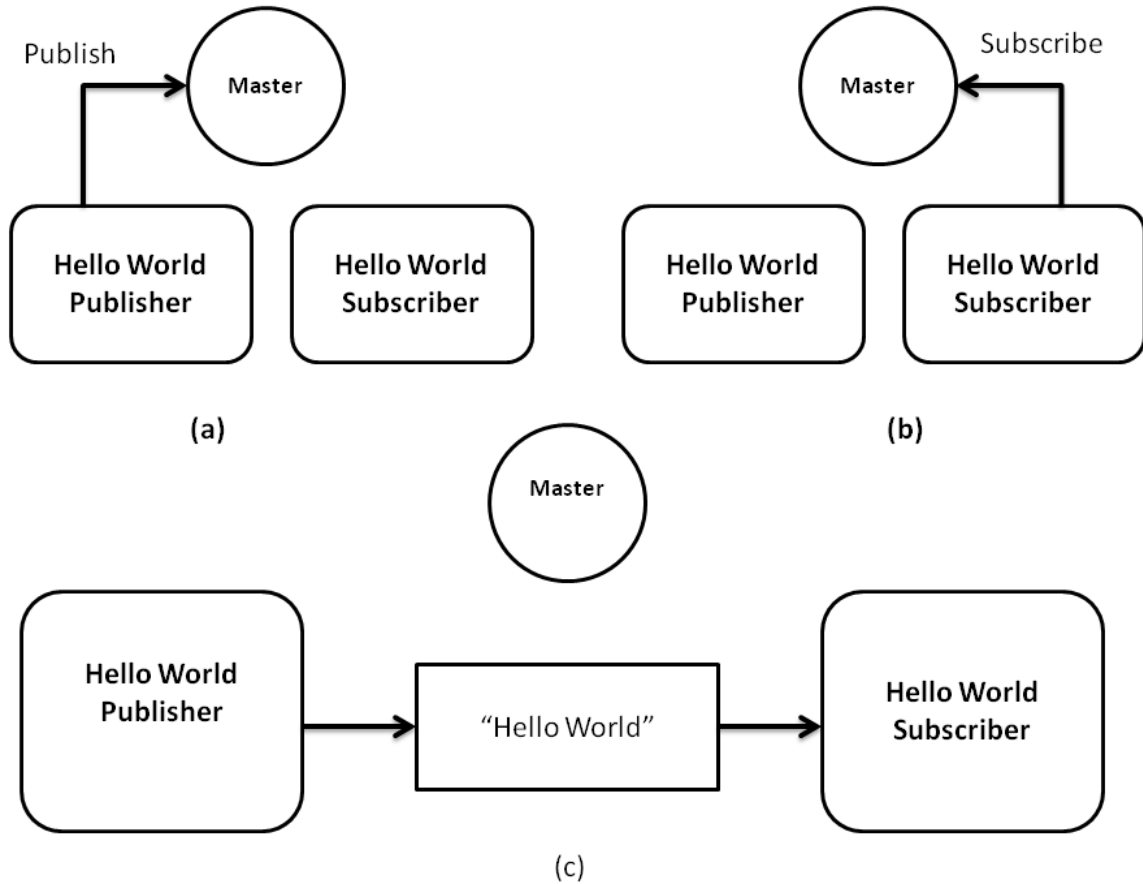 Publish
Master
Hello World
Publisher
Hello World
Subscriber
(a)
Subscribe
Master
Hello World
Publisher
Hello World
Subscriber
(b)
Master
Hello World
Publisher
“Hello World”
Hello World
Subscriber
(c)